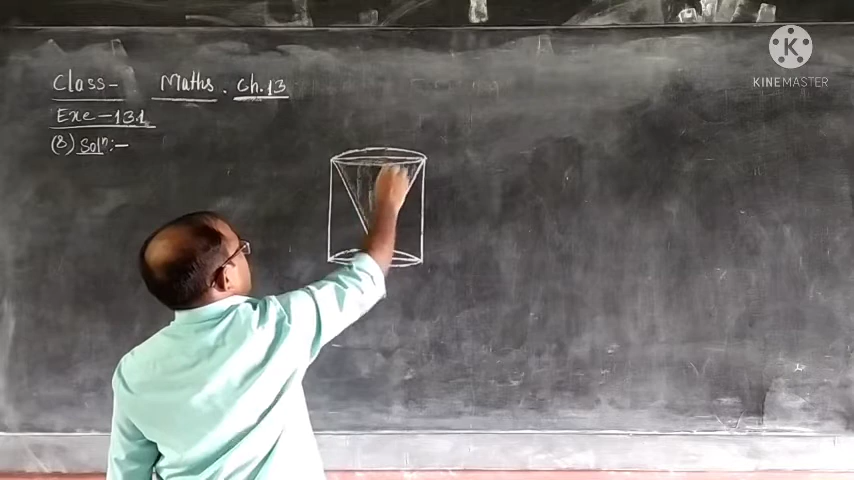 Class- Maths. Ch.13
Exe-13.1
(8) Solⁿ:-
K
KINEMASTER